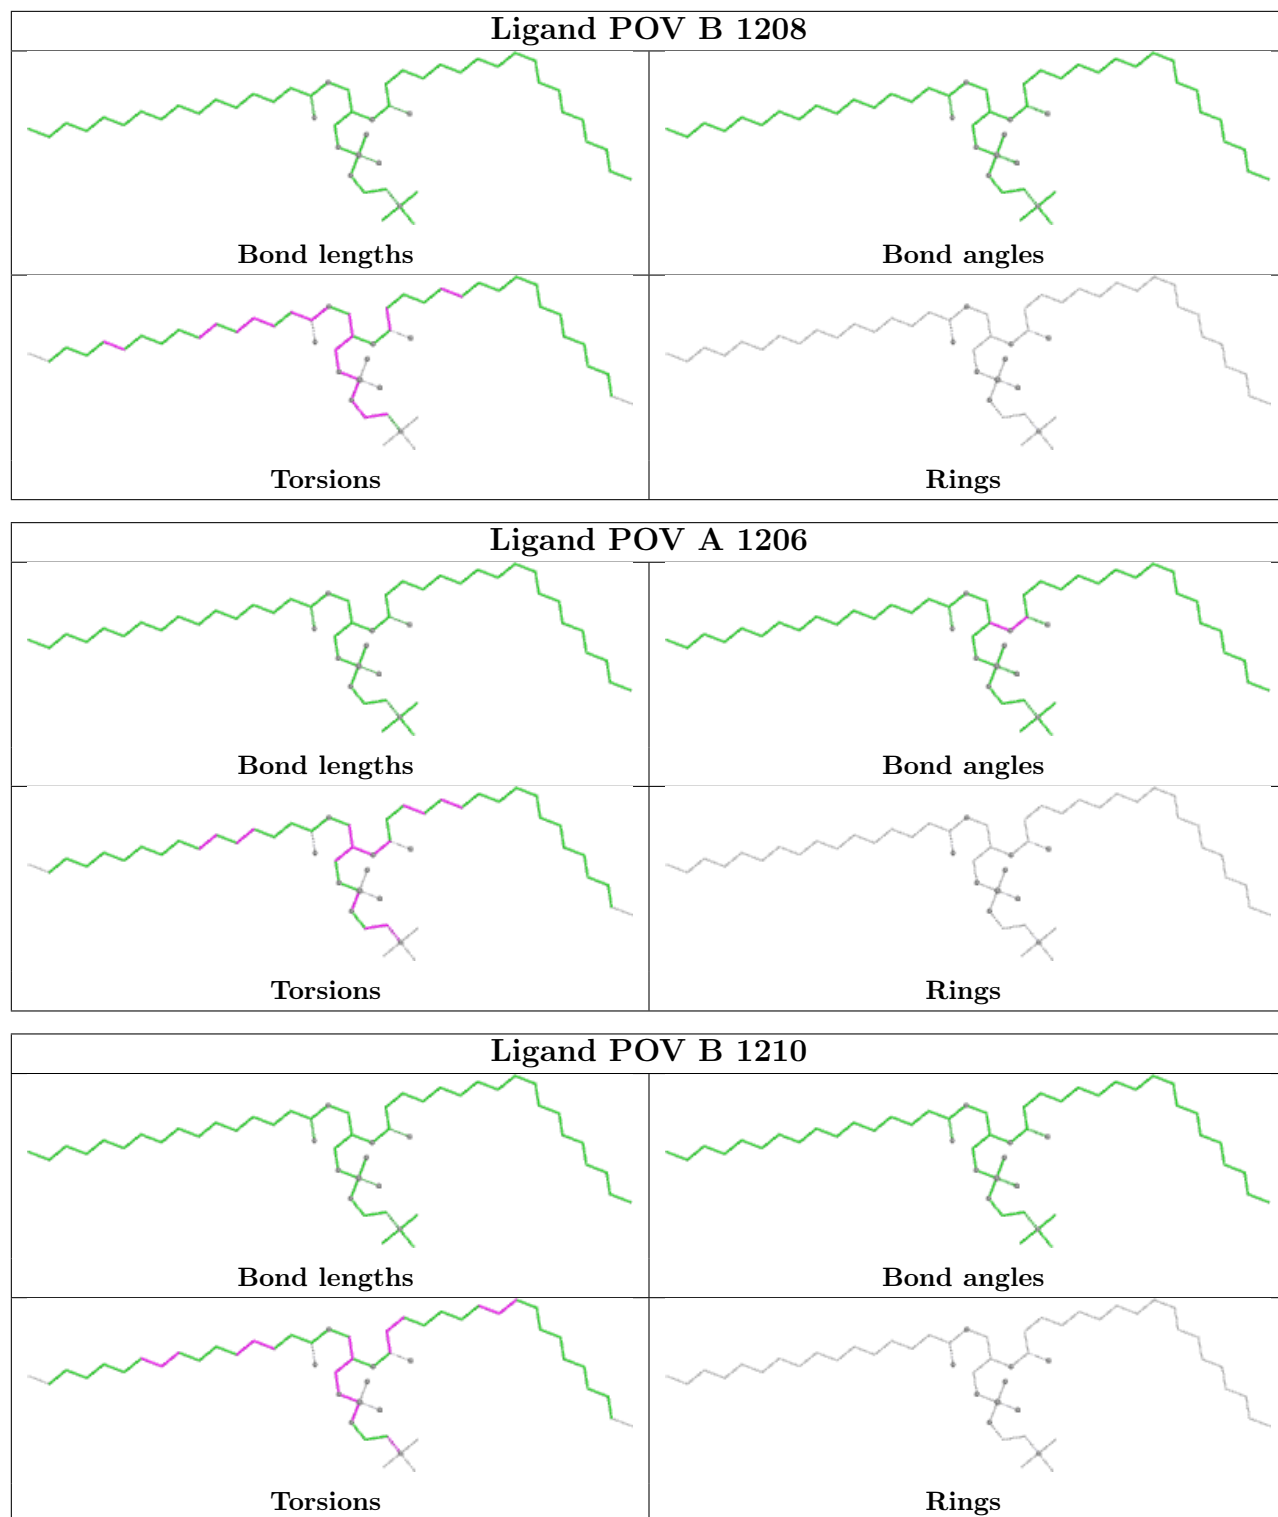 Ligand POV B 1208
Bond lengths
Bond angles
Torsions
Rings
Ligand POV A 1206
Bond lengths
Bond angles
Torsions
Rings
Ligand POV B 1210
Bond lengths
Bond angles
Torsions
Rings